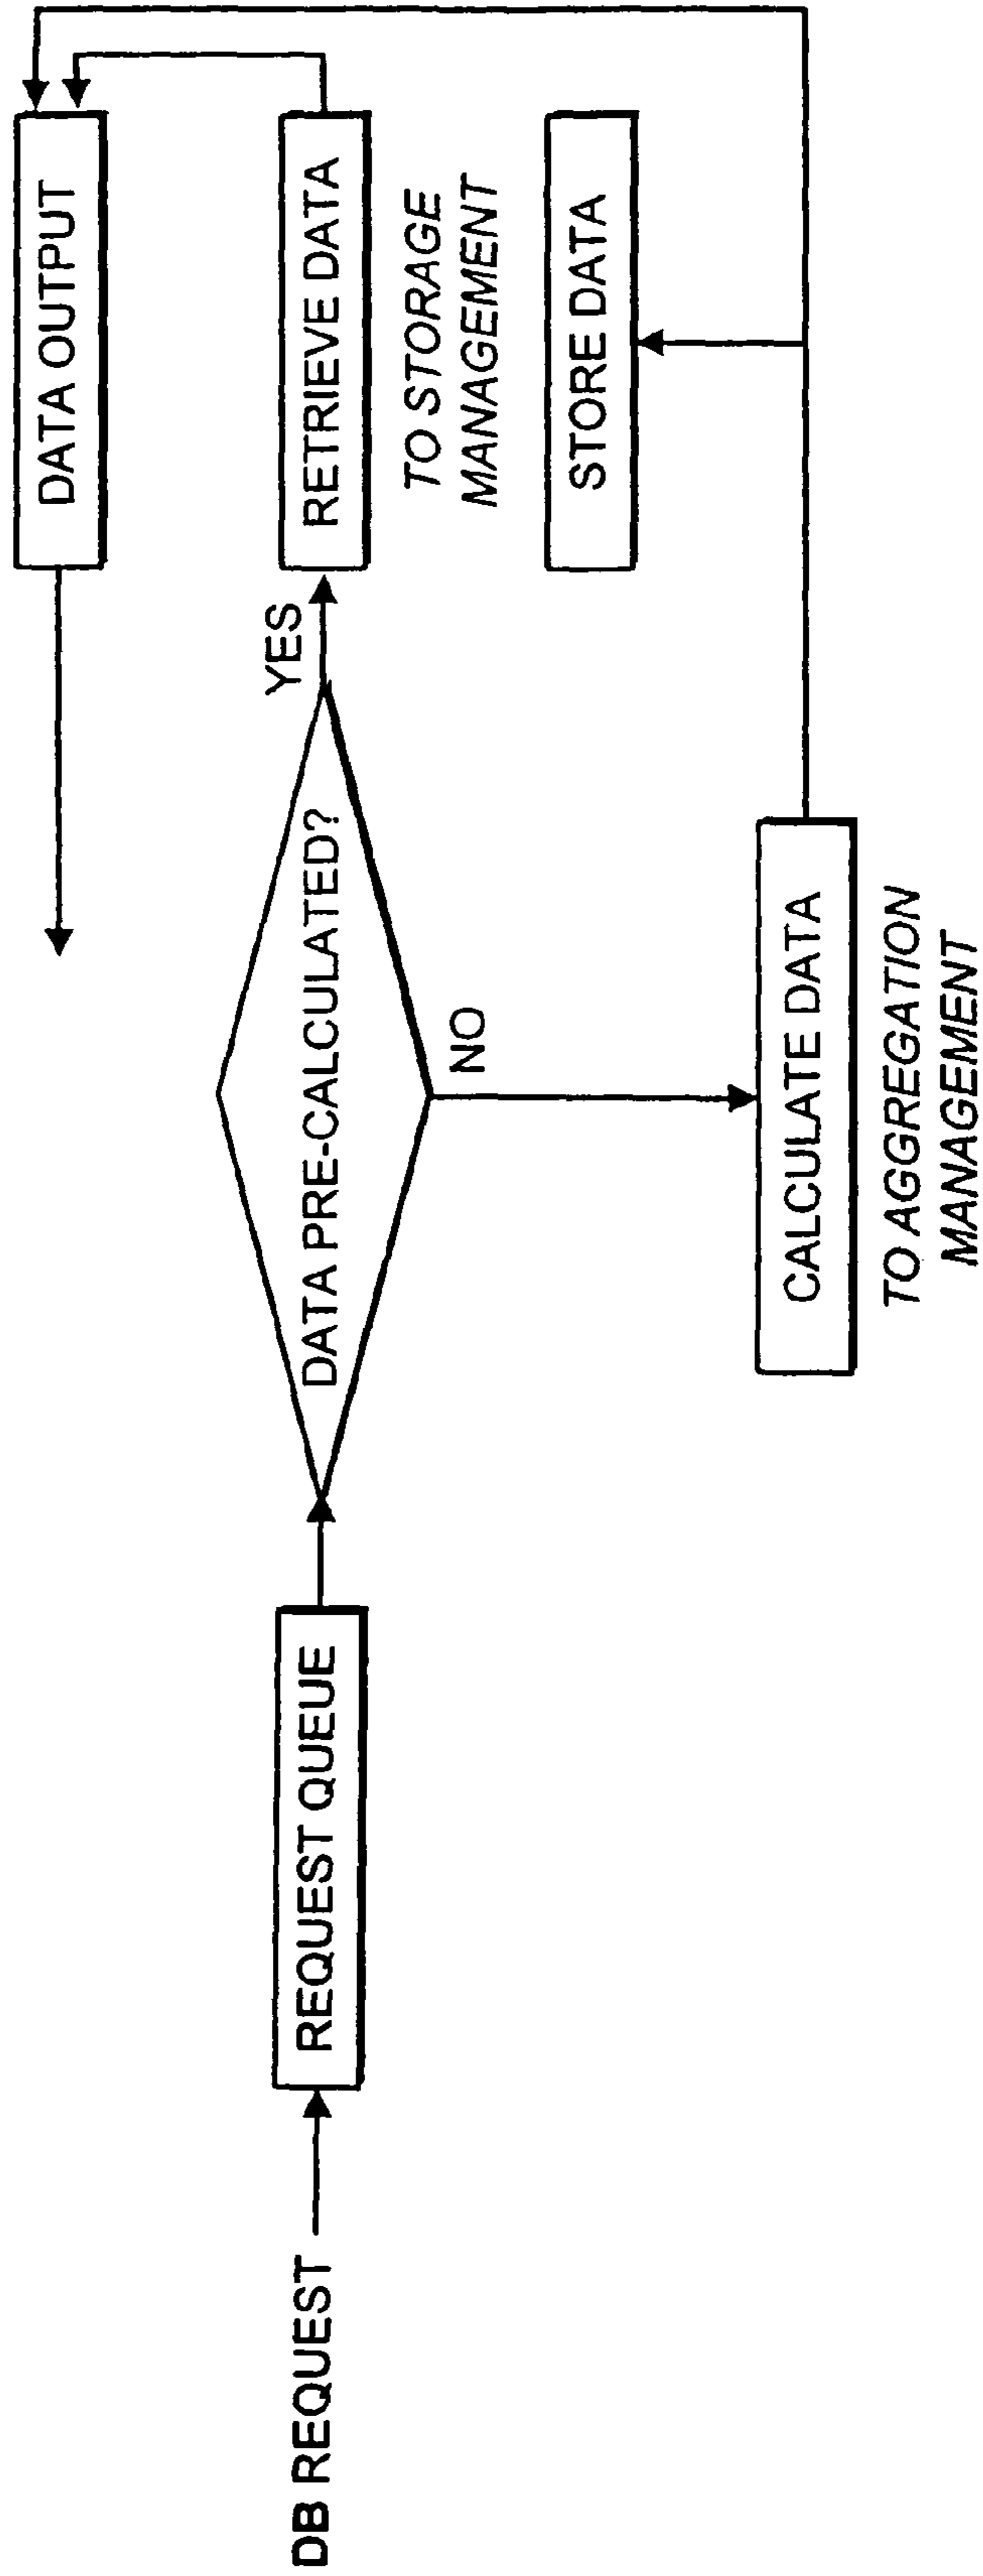 DB REQUEST
REQUEST QUEUE
DATA PRE-CALCULATED?
YES
NO
DATA OUTPUT
RETRIEVE DATA
TO STORAGE
MANAGEMENT
STORE DATA
CALCULATE DATA
TO AGGREGATION
MANAGEMENT